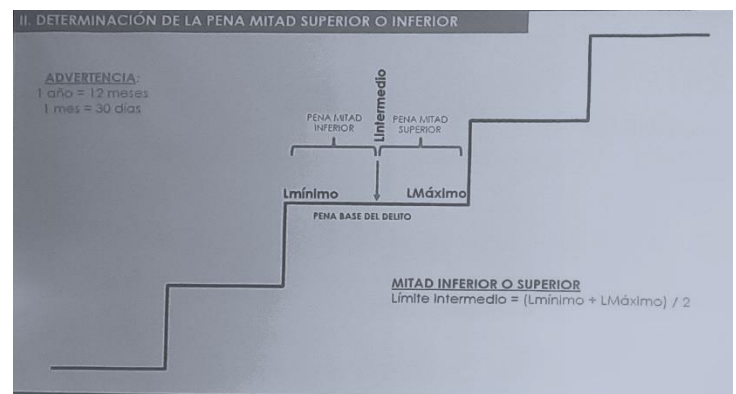 II. DETERMINACIÓN DE LA PENA MITAD SUPERIOR O INFERIOR
ADVERTENCIA:
1 año = 12 meses
1 mes = 30 días
LIntermedio
PENA MITAD
INFERIOR
PENA MITAD
SUPERIOR
Lmínimo
LMáximo
PENA BASE DEL DELITO
MITAD INFERIOR O SUPERIOR
Límite Intermedio = (Lmínimo + LMáximo) / 2